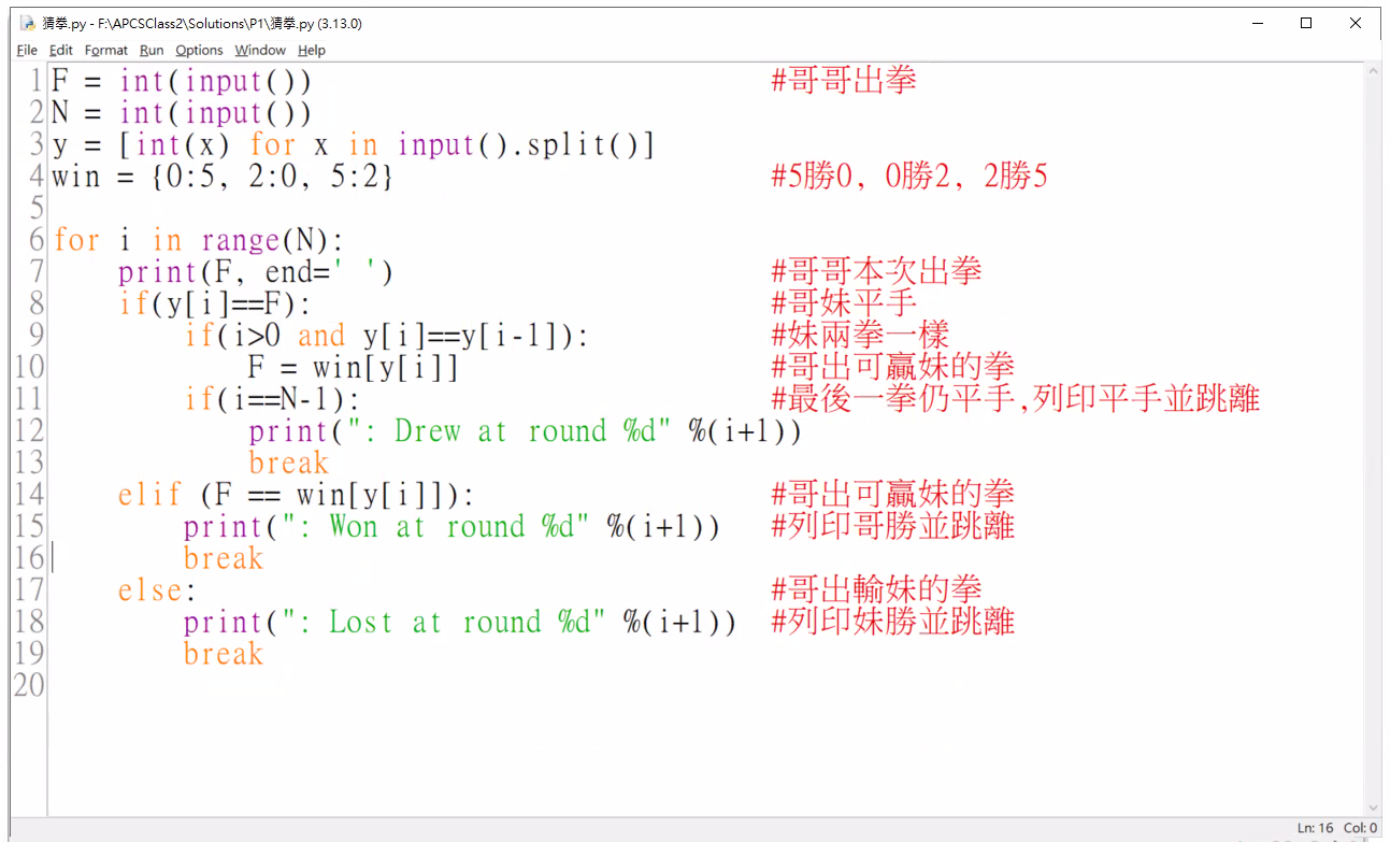 猜拳.py - F:\APCSClass2\Solutions\P1\猜拳.py (3.13.0)
File Edit Format Run Options Window Help
1 F = int(input()) #哥哥出拳
2 N = int(input())
3 y = [int(x) for x in input().split()]
4 win = {0:5, 2:0, 5:2} #5勝0, 0勝2, 2勝5
5
6 for i in range(N):
7     print(F, end=' ') #哥哥本次出拳
8     if(y[i]==F): #哥妹平手
9         if(i>0 and y[i]==y[i-1]): #妹兩拳一樣
10             F = win[y[i]] #哥出可贏妹的拳
11         if(i==N-1): #最後一拳仍平手,列印平手並跳離
12             print(": Drew at round %d" %(i+1))
13             break
14     elif (F == win[y[i]]): #哥出可贏妹的拳
15         print(": Won at round %d" %(i+1)) #列印哥勝並跳離
16         break
17     else: #哥出輸妹的拳
18         print(": Lost at round %d" %(i+1)) #列印妹勝並跳離
19         break
20
Ln: 16 Col: 0